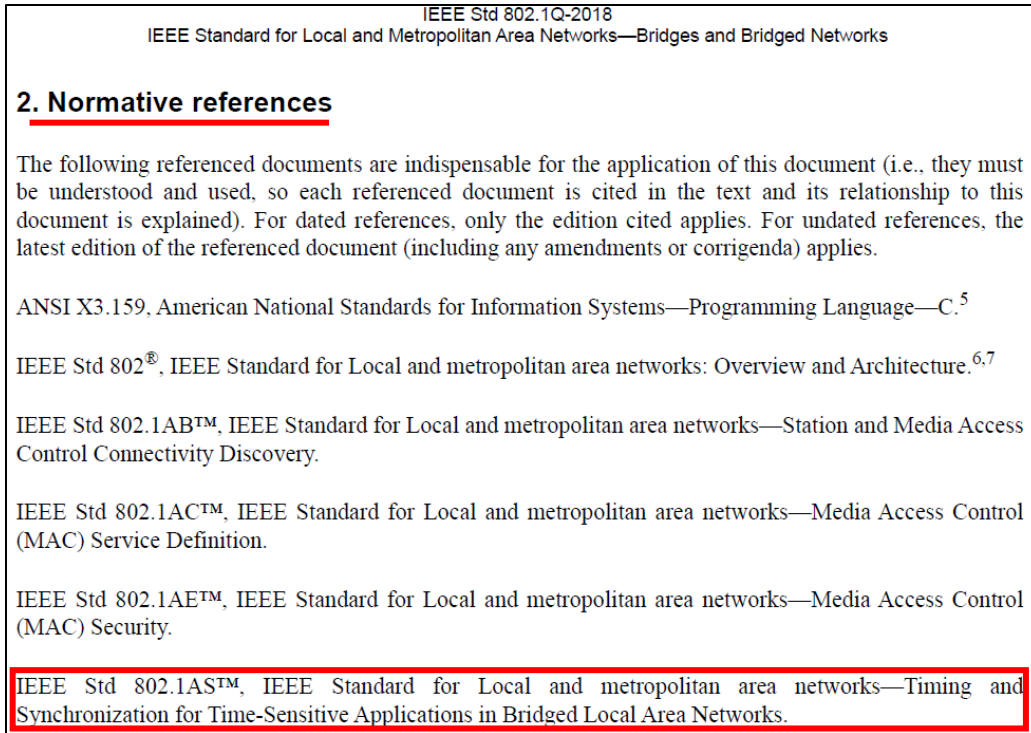 IEEE Std 802.1Q-2018
IEEE Standard for Local and Metropolitan Area Networks—Bridges and Bridged Networks
2. Normative references
The following referenced documents are indispensable for the application of this document (i.e., they must
be understood and used, so each referenced document is cited in the text and its relationship to this
document is explained). For dated references, only the edition cited applies. For undated references, the
latest edition of the referenced document (including any amendments or corrigenda) applies.
ANSI X3.159, American National Standards for Information Systems—Programming Language—C.5
IEEE Std 802®, IEEE Standard for Local and metropolitan area networks: Overview and Architecture.6,7
IEEE Std 802.1AB™, IEEE Standard for Local and metropolitan area networks—Station and Media Access
Control Connectivity Discovery.
IEEE Std 802.1AC™, IEEE Standard for Local and metropolitan area networks—Media Access Control
(MAC) Service Definition.
IEEE Std 802.1AE™, IEEE Standard for Local and metropolitan area networks—Media Access Control
(MAC) Security.
IEEE Std 802.1AS™, IEEE Standard for Local and metropolitan area networks—Timing and
Synchronization for Time-Sensitive Applications in Bridged Local Area Networks.